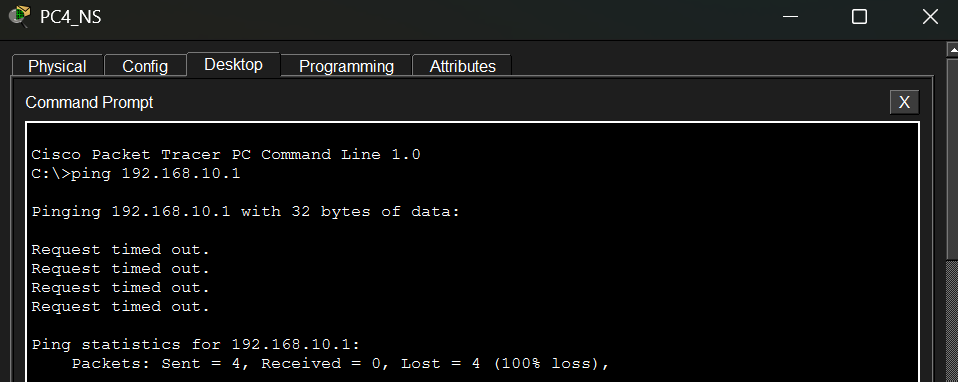 PC4_NS
Physical Config Desktop Programming Attributes
Command Prompt X
Cisco Packet Tracer PC Command Line 1.0
C:\>ping 192.168.10.1
Pinging 192.168.10.1 with 32 bytes of data:
Request timed out.
Request timed out.
Request timed out.
Request timed out.
Ping statistics for 192.168.10.1:
    Packets: Sent = 4, Received = 0, Lost = 4 (100% loss),